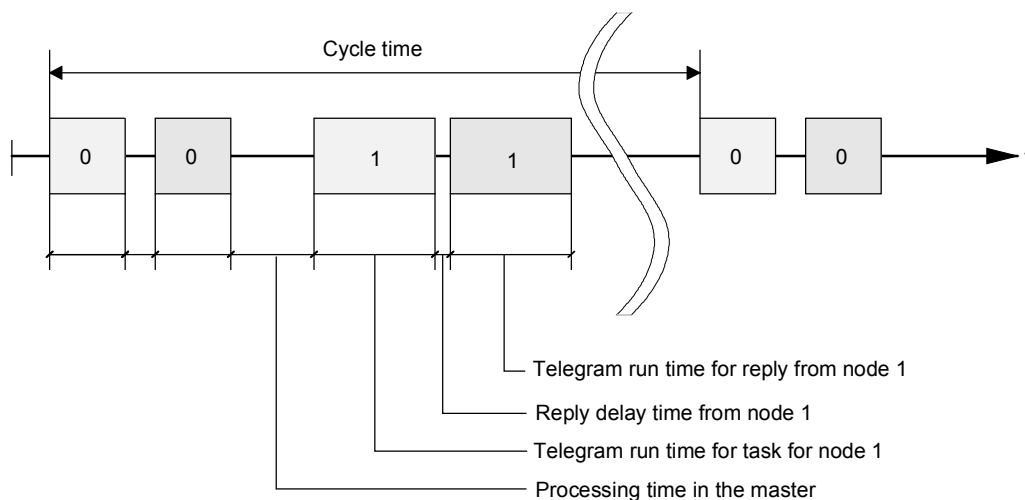 Cycle time
0 0 1 1 0 0
Telegram run time for reply from node 1
Reply delay time from node 1
Telegram run time for task for node 1
Processing time in the master